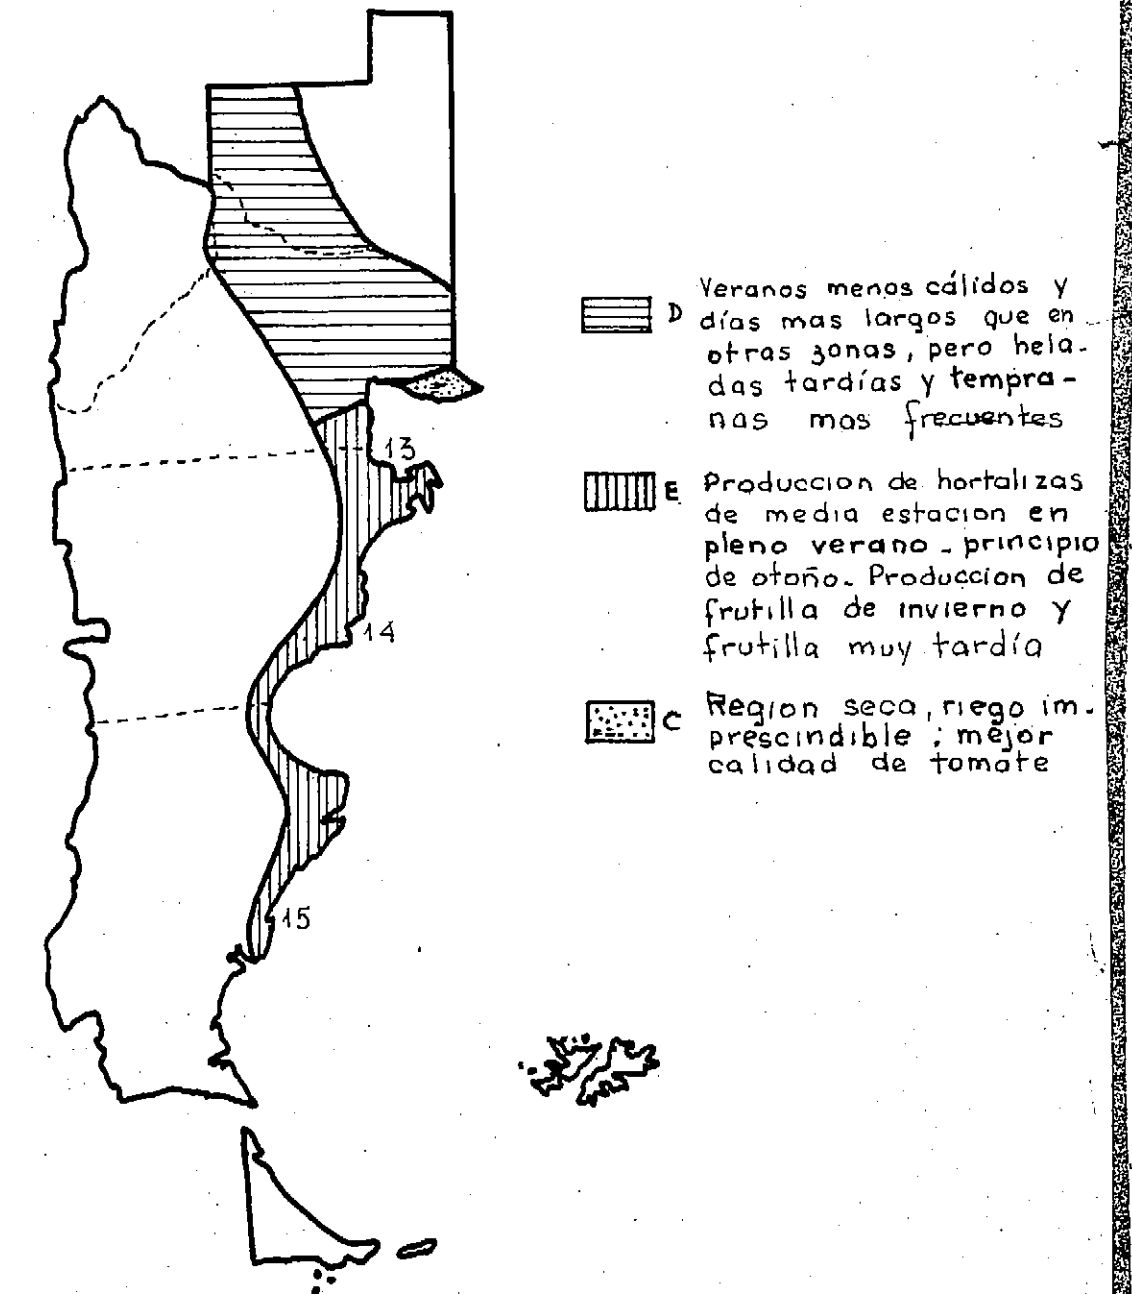 13
14
15
D
Veranos menos cálidos y
días mas largos que en
otras zonas, pero hela-
das tardías y tempra-
nas mas frecuentes
E
Produccion de hortalizas
de media estacion en
pleno verano - principio
de otoño. Produccion de
frutilla de invierno y
frutilla muy tardía
C
Region seca, riego im-
prescindible; mejor
calidad de tomate